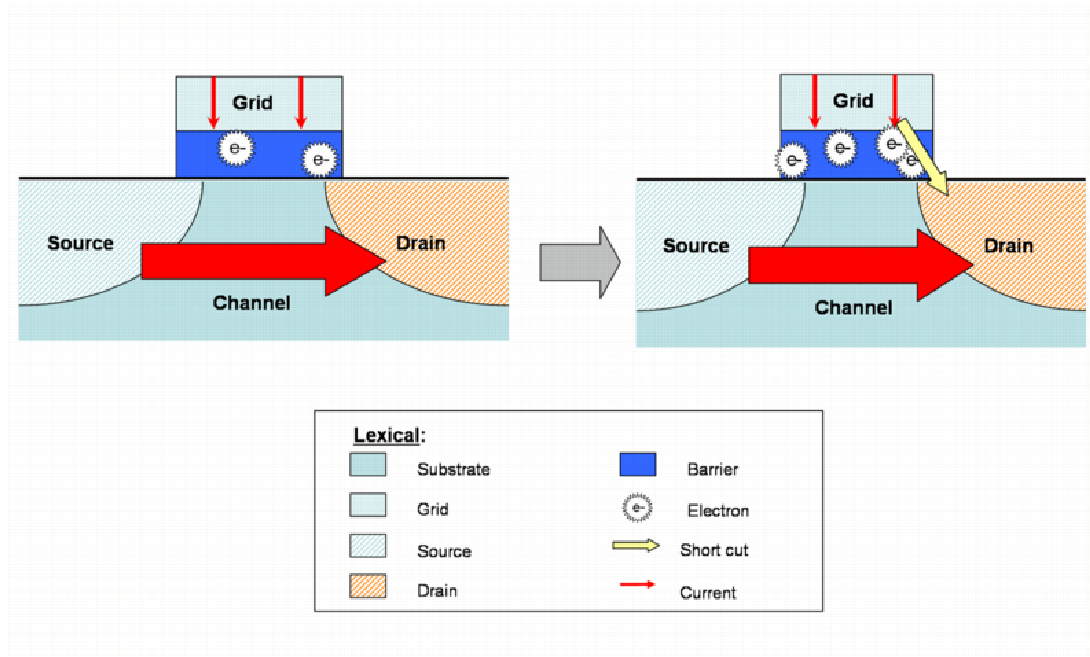 Grid
e-
e-
Source
Drain
Channel
Grid
e-
e-
e-
e-
Source
Drain
Channel
Lexical:
Substrate
Barrier
Grid
e-
Electron
Source
Short cut
Drain
Current